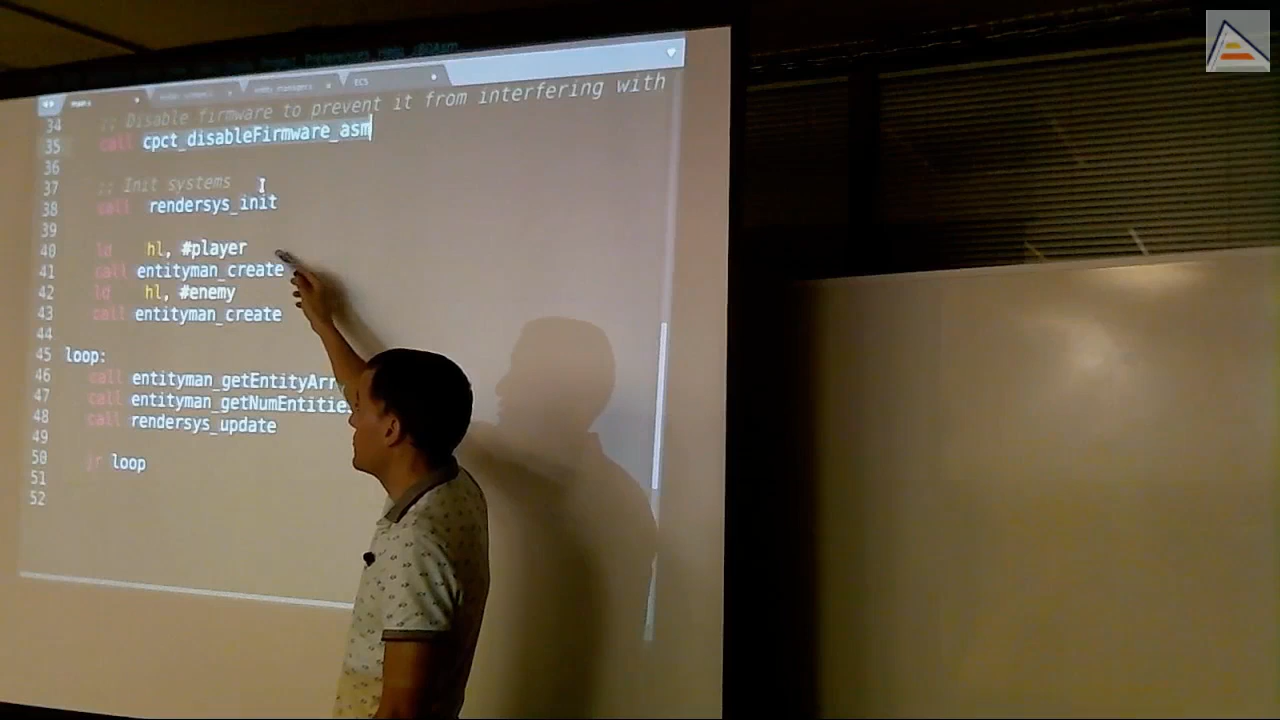 ECS
34 ;; Disable firmware to prevent it from interfering with
35 call cpct_disableFirmware_asm
36
37 ;; Init systems
38 call rendersys_init
39
40 ld hl, #player
41 call entityman_create
42 ld hl, #enemy
43 call entityman_create
44
45 loop:
46 call entityman_getEntityArr
47 call entityman_getNumEntitie
48 call rendersys_update
49
50 jr loop
51
52